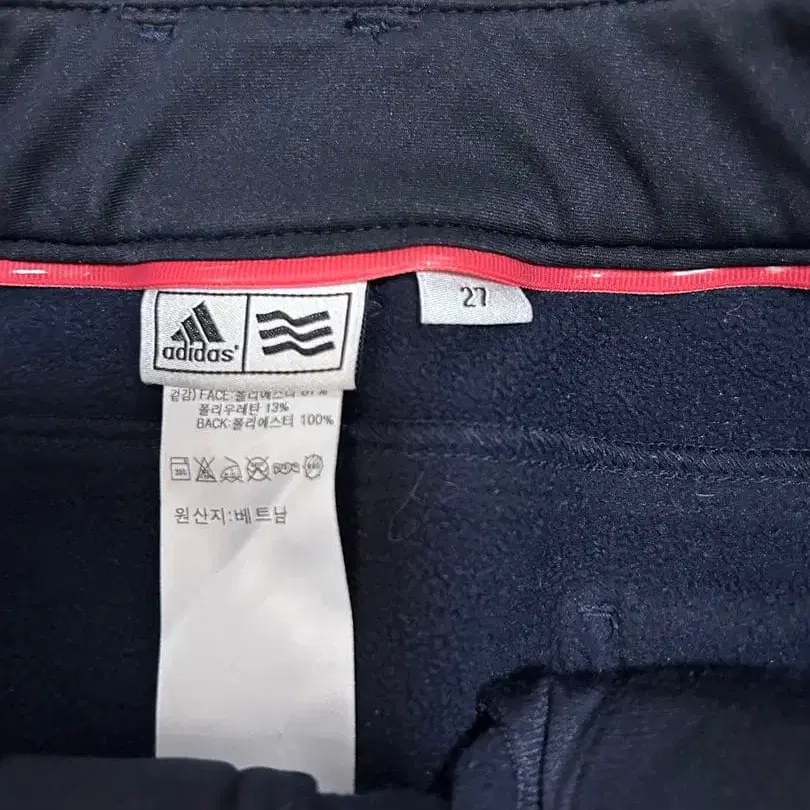 adidas
27
겉감) FACE:폴리에스터 87%
폴리우레탄 13%
BACK:폴리에스터 100%
원산지:베트남